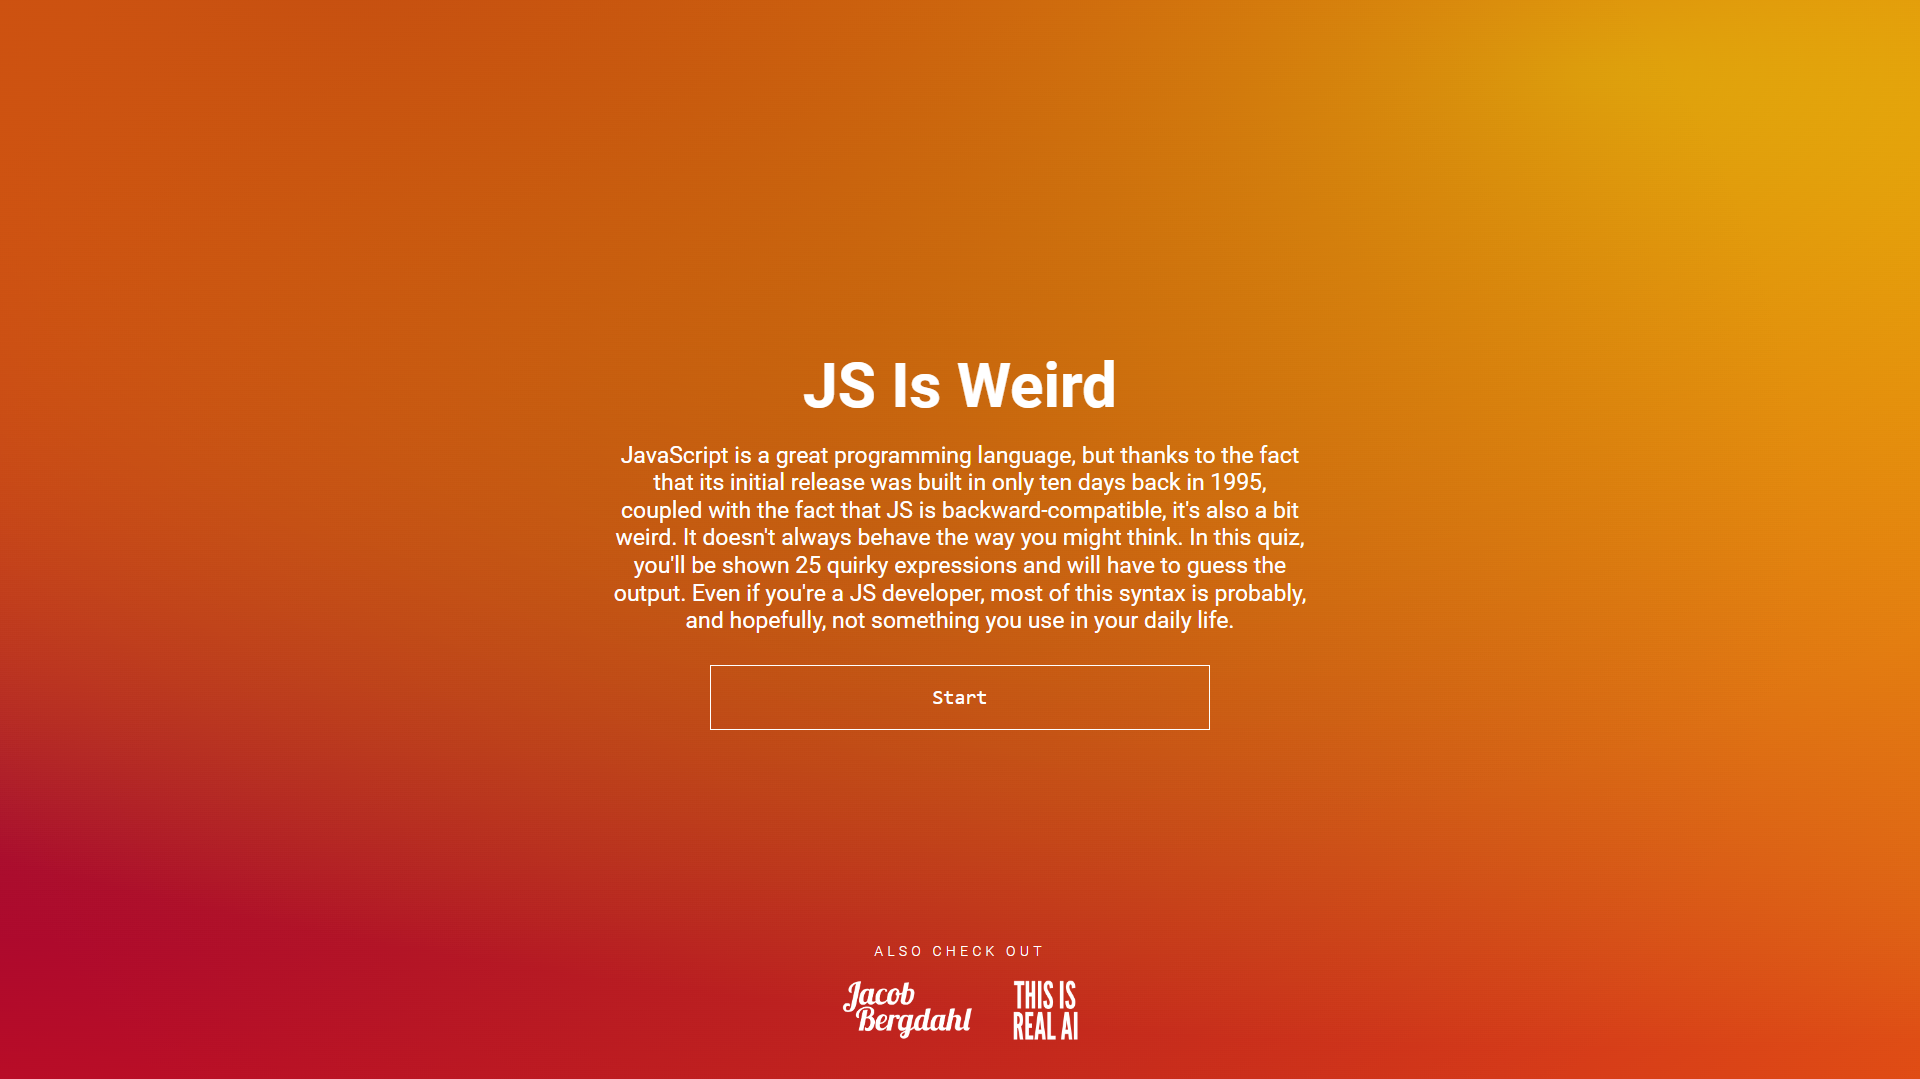 JS Is Weird
JavaScript is a great programming language, but thanks to the fact
that its initial release was built in only ten days back in 1995,
coupled with the fact that JS is backward-compatible, it's also a bit
weird. It doesn't always behave the way you might think. In this quiz,
you'll be shown 25 quirky expressions and will have to guess the
output. Even if you're a JS developer, most of this syntax is probably,
and hopefully, not something you use in your daily life.
Start
ALSO CHECK OUT
Jacob
Bergdahl
THIS IS
REAL AI